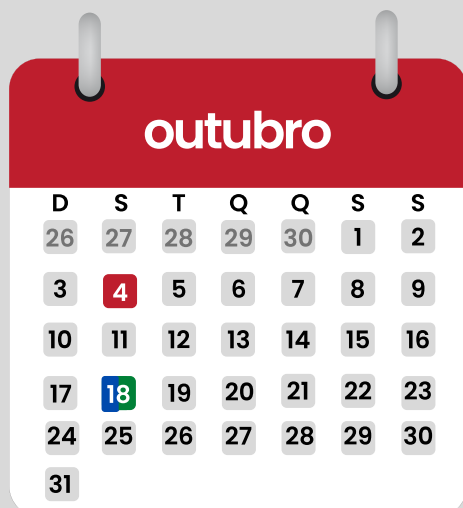 outubro
D S T Q Q S S
26 27 28 29 30 1 2
3 4 5 6 7 8 9
10 11 12 13 14 15 16
17 18 19 20 21 22 23
24 25 26 27 28 29 30
31